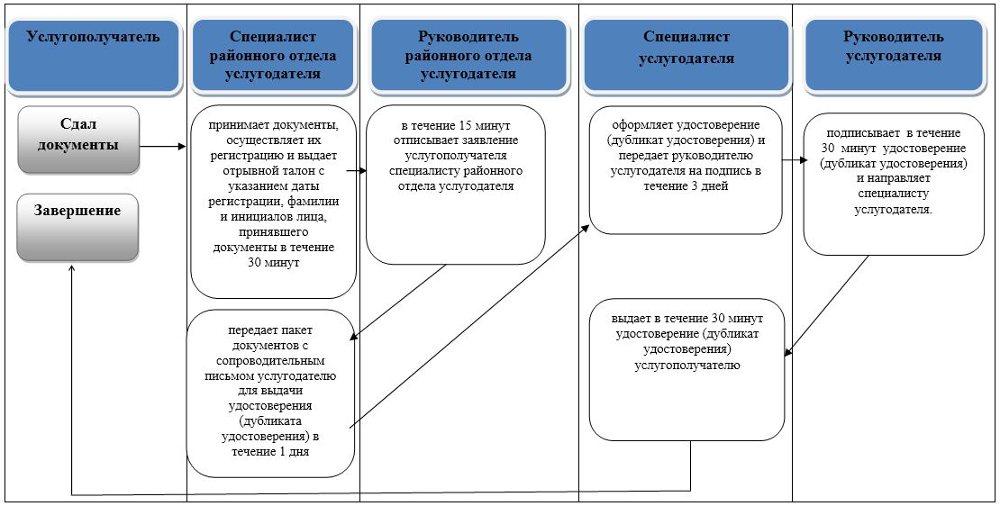 Услугополучатель
Специалист
районного отдела
услугодателя
Руководитель
районного отдела
услугодателя
Специалист
услугодателя
Руководитель
услугодателя
Сдал
документы
принимает документы,
осуществляет их
регистрацию и выдает
отрывной талон с
указанием даты
регистрации, фамилии
и инициалов лица,
принявшего
документы в течение
30 минут
в течение 15 минут
отписывает заявление
услугополучателя
специалисту районного
отдела услугодателя
оформляет удостоверение
(дубликат удостоверения) и
передает руководителю
услугодателя на подпись в
течение 3 дней
подписывает в течение
30 минут удостоверение
(дубликат удостоверения)
и направляет
специалисту
услугодателя.
Завершение
передает пакет
документов с
сопроводительным
письмом услугодателю
для выдачи
удостоверения
(дубликата
удостоверения) в
течение 1 дня
выдает в течение 30 минут
удостоверение (дубликат
удостоверения)
услугополучателю